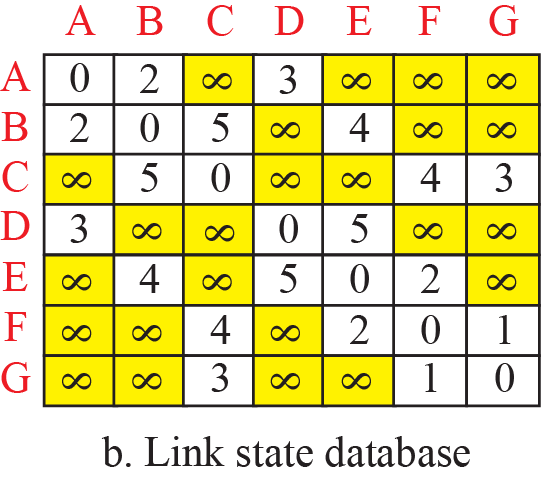 A B C D E F G
A 0 2 ∞ 3 ∞ ∞ ∞
B 2 0 5 ∞ 4 ∞ ∞
C ∞ 5 0 ∞ ∞ 4 3
D 3 ∞ ∞ 0 5 ∞ ∞
E ∞ 4 ∞ 5 0 2 ∞
F ∞ ∞ 4 ∞ 2 0 1
G ∞ ∞ 3 ∞ ∞ 1 0
b. Link state database